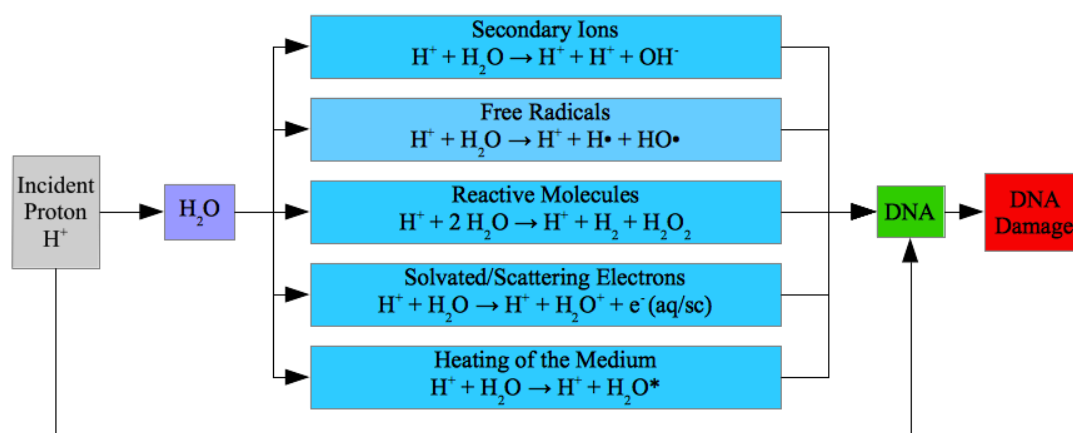 Incident
Proton
H⁺
H₂O
Secondary Ions
H⁺ + H₂O → H⁺ + H⁺ + OH⁻
Free Radicals
H⁺ + H₂O → H⁺ + H• + HO•
Reactive Molecules
H⁺ + 2 H₂O → H⁺ + H₂ + H₂O₂
Solvated/Scattering Electrons
H⁺ + H₂O → H⁺ + H₂O⁺ + e⁻(aq/sc)
Heating of the Medium
H⁺ + H₂O → H⁺ + H₂O*
DNA
DNA
Damage